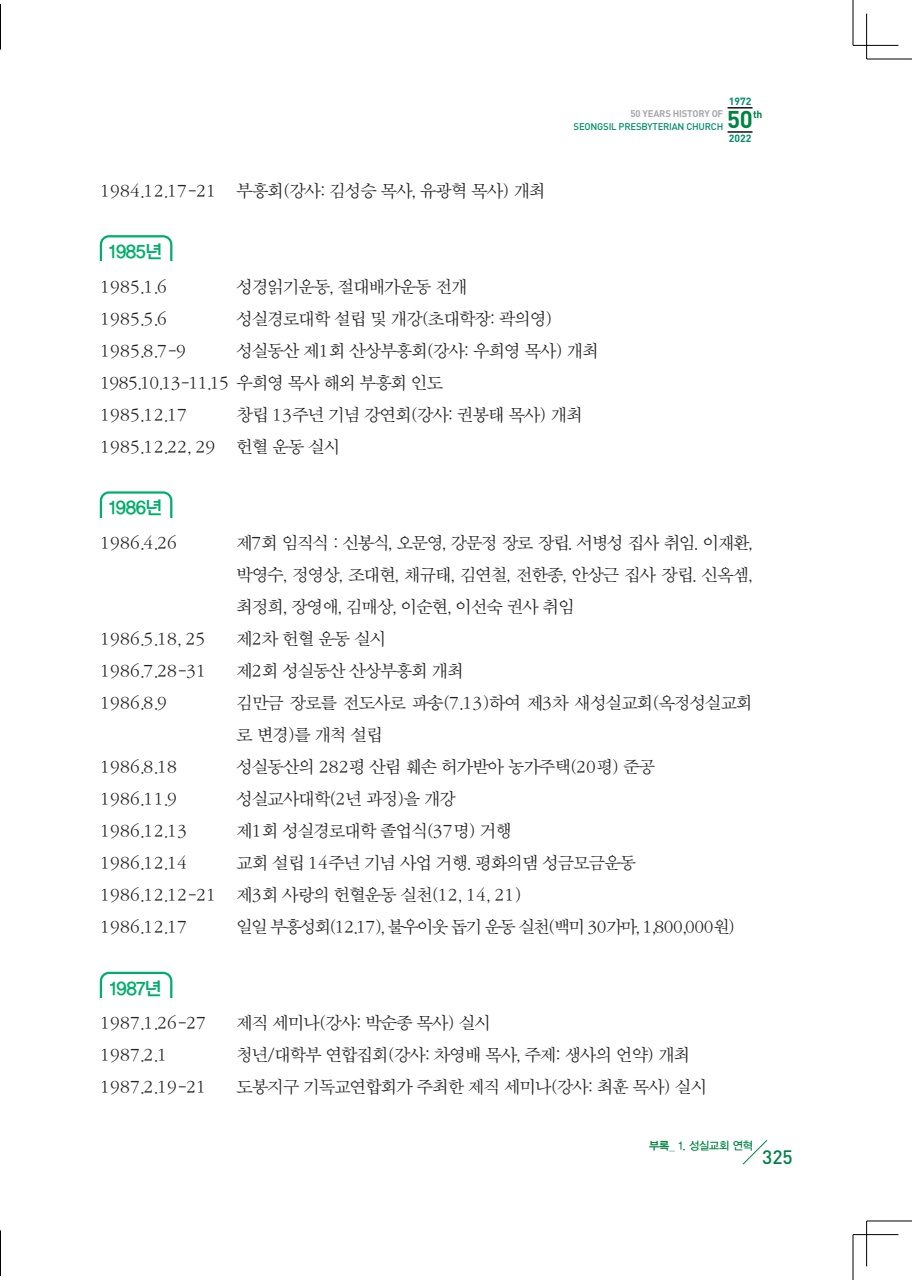 50 YEARS HISTORY OF
SEONGSIL PRESBYTERIAN CHURCH
1972
50th
2022
1984.12.17-21 부흥회(강사: 김성승 목사, 유광혁 목사) 개최
1985년
1985.1.6 성경읽기운동, 절대배가운동 전개
1985.5.6 성실경로대학 설립 및 개강(초대학장: 곽의영)
1985.8.7-9 성실동산 제1회 산상부흥회(강사: 우희영 목사) 개최
1985.10.13-11.15 우희영 목사 해외 부흥회 인도
1985.12.17 창립 13주년 기념 강연회(강사: 권봉태 목사) 개최
1985.12.22, 29 헌혈 운동 실시
1986년
1986.4.26 제7회 임직식 : 신봉식, 오문영, 강문정 장로 장립. 서병성 집사 취임. 이재환,
박영수, 정영상, 조대현, 채규태, 김연철, 전한종, 안상근 집사 장립. 신옥셈,
최정희, 장영애, 김매상, 이순현, 이선숙 권사 취임
1986.5.18, 25 제2차 헌혈 운동 실시
1986.7.28-31 제2회 성실동산 산상부흥회 개최
1986.8.9 김만금 장로를 전도사로 파송(7.13)하여 제3차 새성실교회(옥정성실교회
로 변경)를 개척 설립
1986.8.18 성실동산의 282평 산림 훼손 허가받아 농가주택(20평) 준공
1986.11.9 성실교사대학(2년 과정)을 개강
1986.12.13 제1회 성실경로대학 졸업식(37명) 거행
1986.12.14 교회 설립 14주년 기념 사업 거행. 평화의댐 성금모금운동
1986.12.12-21 제3회 사랑의 헌혈운동 실천(12, 14, 21)
1986.12.17 일일 부흥성회(12.17), 불우이웃 돕기 운동 실천(백미 30가마, 1,800,000원)
1987년
1987.1.26-27 제직 세미나(강사: 박순종 목사) 실시
1987.2.1 청년/대학부 연합집회(강사: 차영배 목사, 주제: 생사의 언약) 개최
1987.2.19-21 도봉지구 기독교연합회가 주최한 제직 세미나(강사: 최훈 목사) 실시
부록_ 1. 성실교회 연혁 325